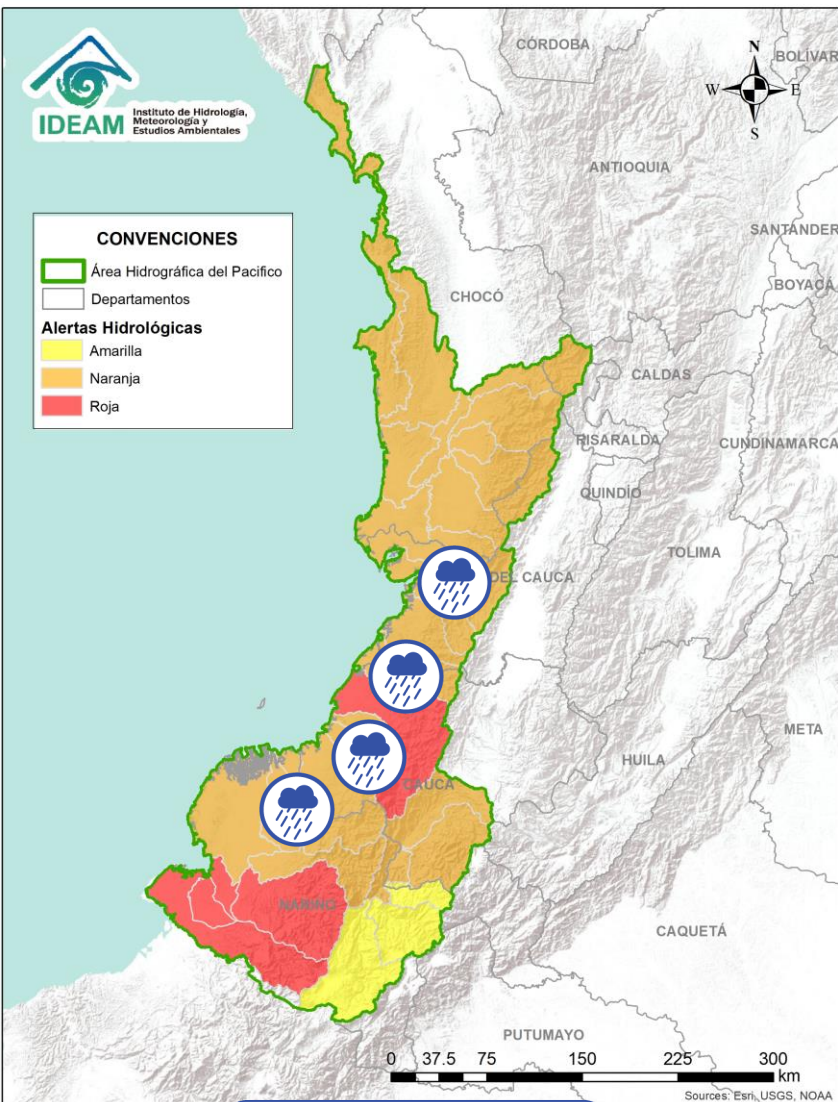 IDEAM
Instituto de Hidrología,
Meteorología y
Estudios Ambientales
N
W
E
S
CÓRDOBA
BOLÍVAR
ANTIOQUIA
SANTANDER
BOYACÁ
CHOCÓ
CALDAS
RISARALDA
CUNDINAMARCA
QUINDÍO
TOLIMA
DEL CAUCA
META
HUILA
CAUCA
NARIÑO
CAQUETÁ
PUTUMAYO
CONVENCIONES
Área Hidrográfica del Pacifico
Departamentos
Alertas Hidrológicas
Amarilla
Naranja
Roja
0 37.5 75 150 225 300
km
Sources: Esri, USGS, NOAA